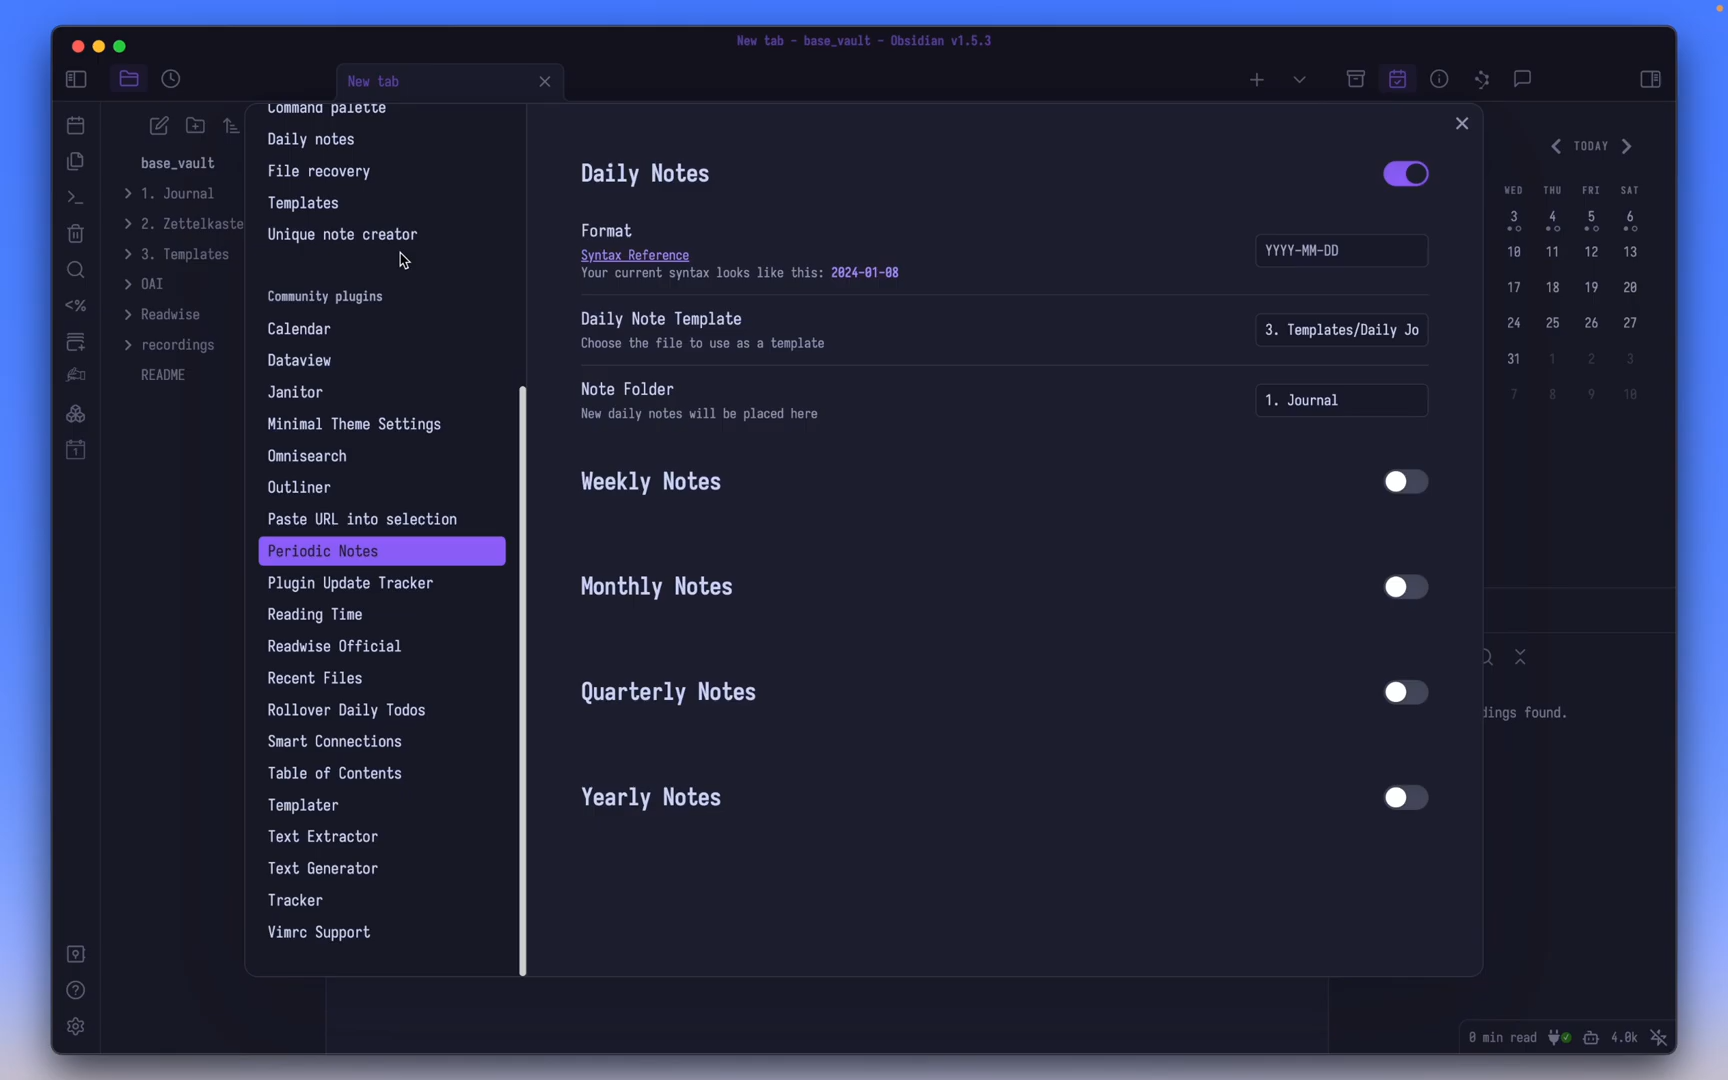 New tab - base_vault - Obsidian v1.5.3
New tab
base_vault
1. Journal
2. Zettelkaste
3. Templates
OAI
Readwise
recordings
README
Command palette
Daily notes
File recovery
Templates
Unique note creator
Community plugins
Calendar
Dataview
Janitor
Minimal Theme Settings
Omnisearch
Outliner
Paste URL into selection
Periodic Notes
Plugin Update Tracker
Reading Time
Readwise Official
Recent Files
Rollover Daily Todos
Smart Connections
Table of Contents
Templater
Text Extractor
Text Generator
Tracker
Vimrc Support
Daily Notes
Format
Syntax Reference
Your current syntax looks like this: 2024-01-08
YYYY-MM-DD
Daily Note Template
Choose the file to use as a template
3. Templates/Daily Jo
Note Folder
New daily notes will be placed here
1. Journal
Weekly Notes
Monthly Notes
Quarterly Notes
Yearly Notes
TODAY
WED THU FRI SAT
3 4 5 6
10 11 12 13
17 18 19 20
24 25 26 27
31 1 2 3
7 8 9 10
dings found.
0 min read 4.0k